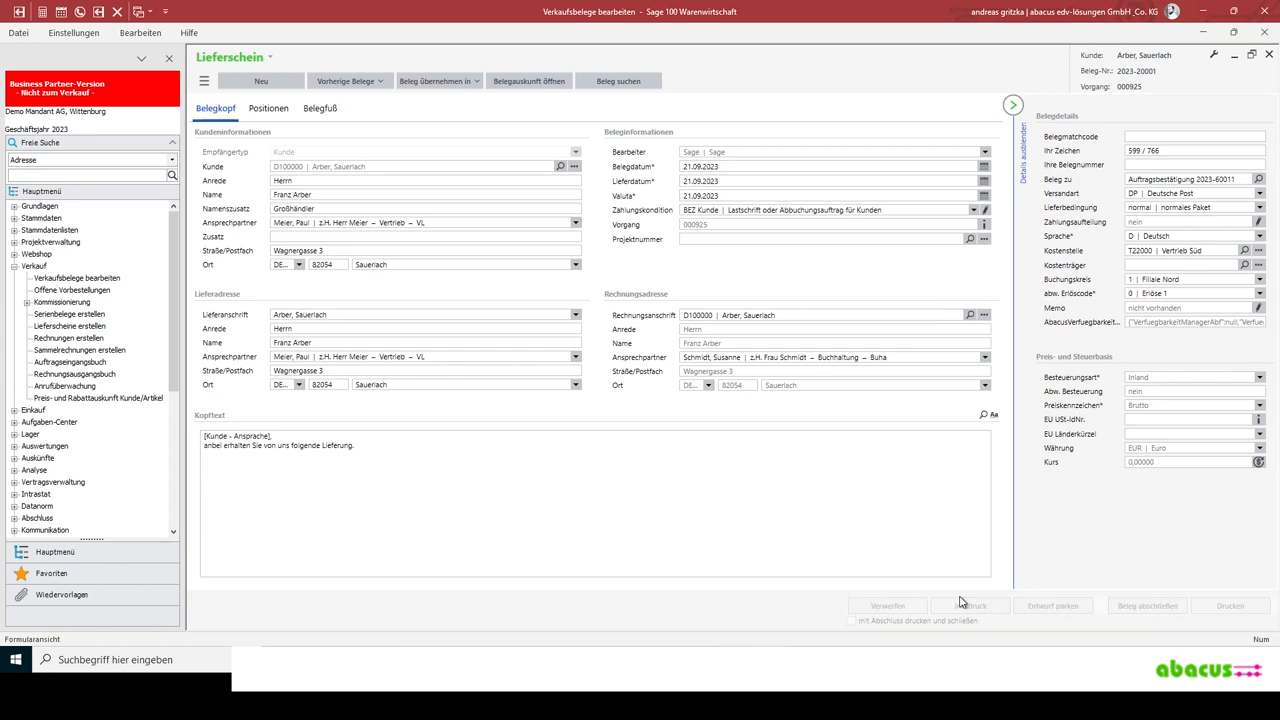 Verkaufsbelege bearbeiten - Sage 100 Warenwirtschaft
andreas gritzka | abacus edv-lösungen GmbH _Co. KG
Datei Einstellungen Bearbeiten Hilfe
Business Partner-Version
- Nicht zum Verkauf -
Demo Mandant AG, Wittenburg
Geschäftsjahr 2023
Freie Suche
Adresse
Hauptmenü
Grundlagen
Stammdaten
Stammdatenlisten
Projektverwaltung
Webshop
Verkauf
Verkaufsbelege bearbeiten
Offene Vorbestellungen
Kommissionierung
Serienbelege erstellen
Lieferscheine erstellen
Rechnungen erstellen
Sammelrechnungen erstellen
Auftragseingangsbuch
Rechnungsausgangsbuch
Anrufüberwachung
Preis- und Rabattauskunft Kunde/Artikel
Einkauf
Aufgaben-Center
Lager
Auswertungen
Auskünfte
Analyse
Vertragsverwaltung
Intrastat
Datanorm
Abschluss
Kommunikation
Hauptmenü
Favoriten
Wiedervorlagen
Lieferschein
Neu Vorherige Belege Beleg übernehmen in Belegauskunft öffnen Beleg suchen
Kunde: Arber, Sauerlach
Beleg-Nr.: 2023-20001
Vorgang: 000925
Belegkopf Positionen Belegfuß
Kundeninformationen
Empfängertyp Kunde
Kunde D100000 | Arber, Sauerlach
Anrede Herrn
Name Franz Arber
Namenszusatz Großhändler
Ansprechpartner Meier, Paul | z.H. Herr Meier – Vertrieb – VL
Zusatz
Straße/Postfach Wagnergasse 3
Ort DE... 82054 Sauerlach
Beleginformationen
Bearbeiter Sage | Sage
Belegdatum* 21.09.2023
Lieferdatum* 21.09.2023
Valuta* 21.09.2023
Zahlungskondition BEZ Kunde | Lastschrift oder Abbuchungsauftrag für Kunden
Vorgang 000925
Projektnummer
Lieferadresse
Lieferanschrift Arber, Sauerlach
Anrede Herrn
Name Franz Arber
Ansprechpartner Meier, Paul | z.H. Herr Meier – Vertrieb – VL
Straße/Postfach Wagnergasse 3
Ort DE... 82054 Sauerlach
Rechnungsadresse
Rechnungsanschrift D100000 | Arber, Sauerlach
Anrede Herrn
Name Franz Arber
Ansprechpartner Schmidt, Susanne | z.H. Frau Schmidt – Buchhaltung – Buha
Straße/Postfach Wagnergasse 3
Ort DE... 82054 Sauerlach
Kopftext
Aa
[Kunde - Ansprache],
anbei erhalten Sie von uns folgende Lieferung.
Details ausblenden
Belegdetails
Belegmatchcode
Ihr Zeichen 599 / 766
Ihre Belegnummer
Beleg zu Auftragsbestätigung 2023-60011
Versandart DP | Deutsche Post
Lieferbedingung normal | normales Paket
Zahlungsaufteilung nein
Sprache* D | Deutsch
Kostenstelle T22000 | Vertrieb Süd
Kostenträger
Buchungskreis 1 | Filiale Nord
abw. Erlöscode* 0 | Erlöse 1
Memo nicht vorhanden
AbacusVerfuegbarkeit... {"VerfuegbarkeitManagerAbf":null,"Verfue
Preis- und Steuerbasis
Besteuerungsart* Inland
Abw. Besteuerung nein
Preiskennzeichen* Brutto
EU USt-IdNr.
EU Länderkürzel
Währung EUR | Euro
Kurs 0,00000
Verwerfen Entwurf parken Beleg abschließen Drucken
mit Abschluss drucken und schließen
Formularansicht Num
Suchbegriff hier eingeben
abacus